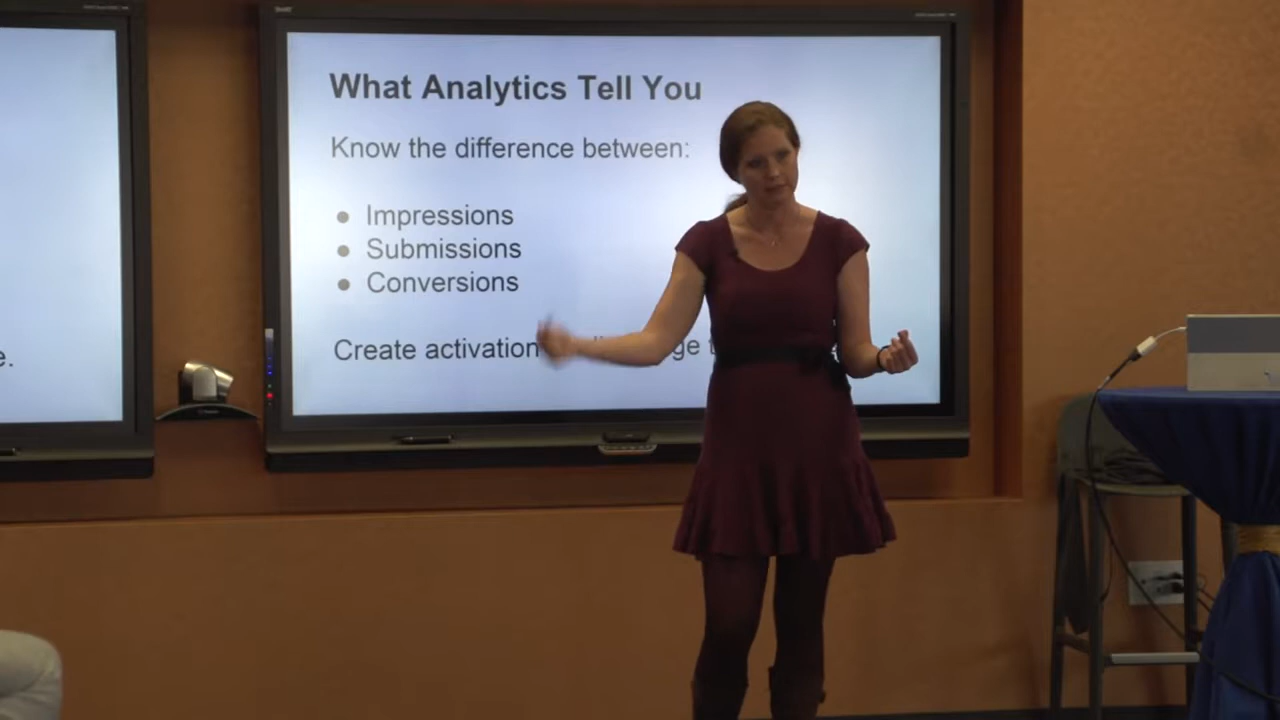 What Analytics Tell You
Know the difference between:
● Impressions
● Submissions
● Conversions
Create activation
e.